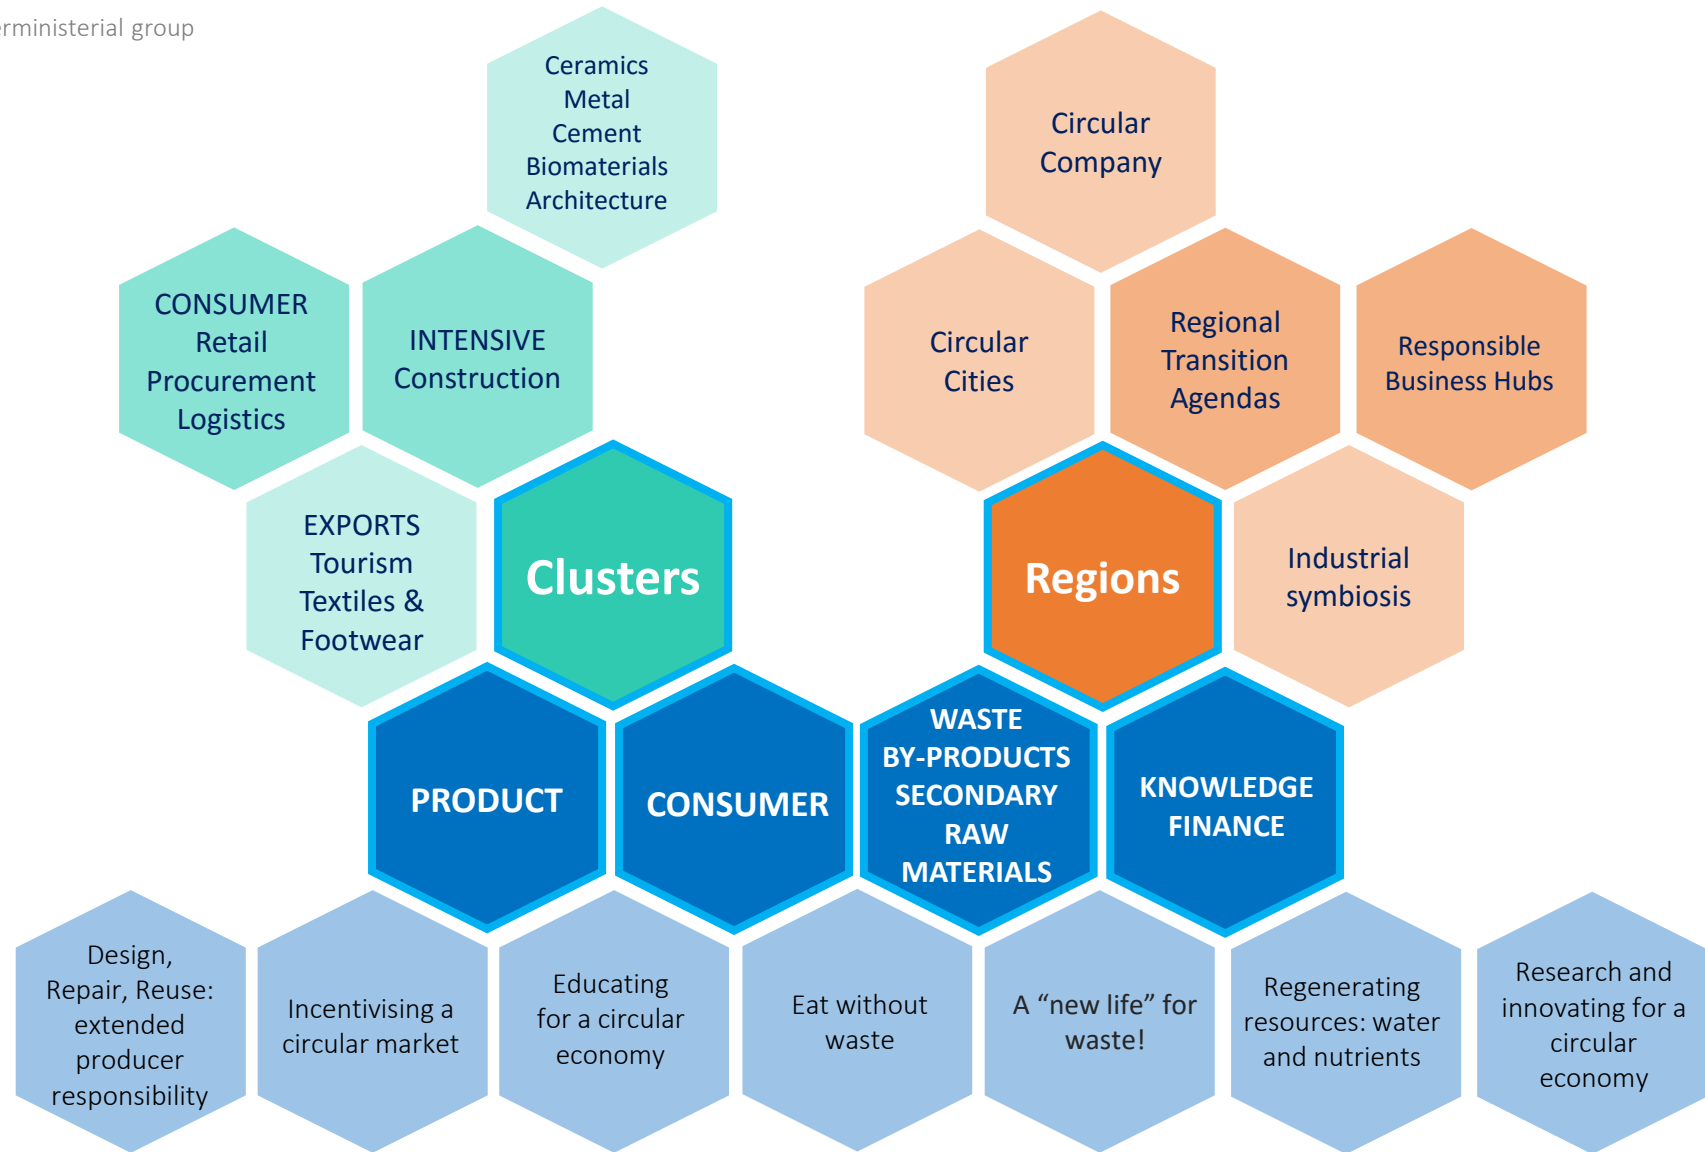 erministerial group
Ceramics
Metal
Cement
Biomaterials
Architecture
Circular
Company
CONSUMER
Retail
Procurement
Logistics
INTENSIVE
Construction
Circular
Cities
Regional
Transition
Agendas
Responsible
Business Hubs
EXPORTS
Tourism
Textiles &
Footwear
Clusters
Regions
Industrial
symbiosis
PRODUCT
CONSUMER
WASTE
BY-PRODUCTS
SECONDARY
RAW
MATERIALS
KNOWLEDGE
FINANCE
Design,
Repair, Reuse:
extended
producer
responsibility
Incentivising a
circular market
Educating
for a circular
economy
Eat without
waste
A “new life” for
waste!
Regenerating
resources: water
and nutrients
Research and
innovating for a
circular
economy